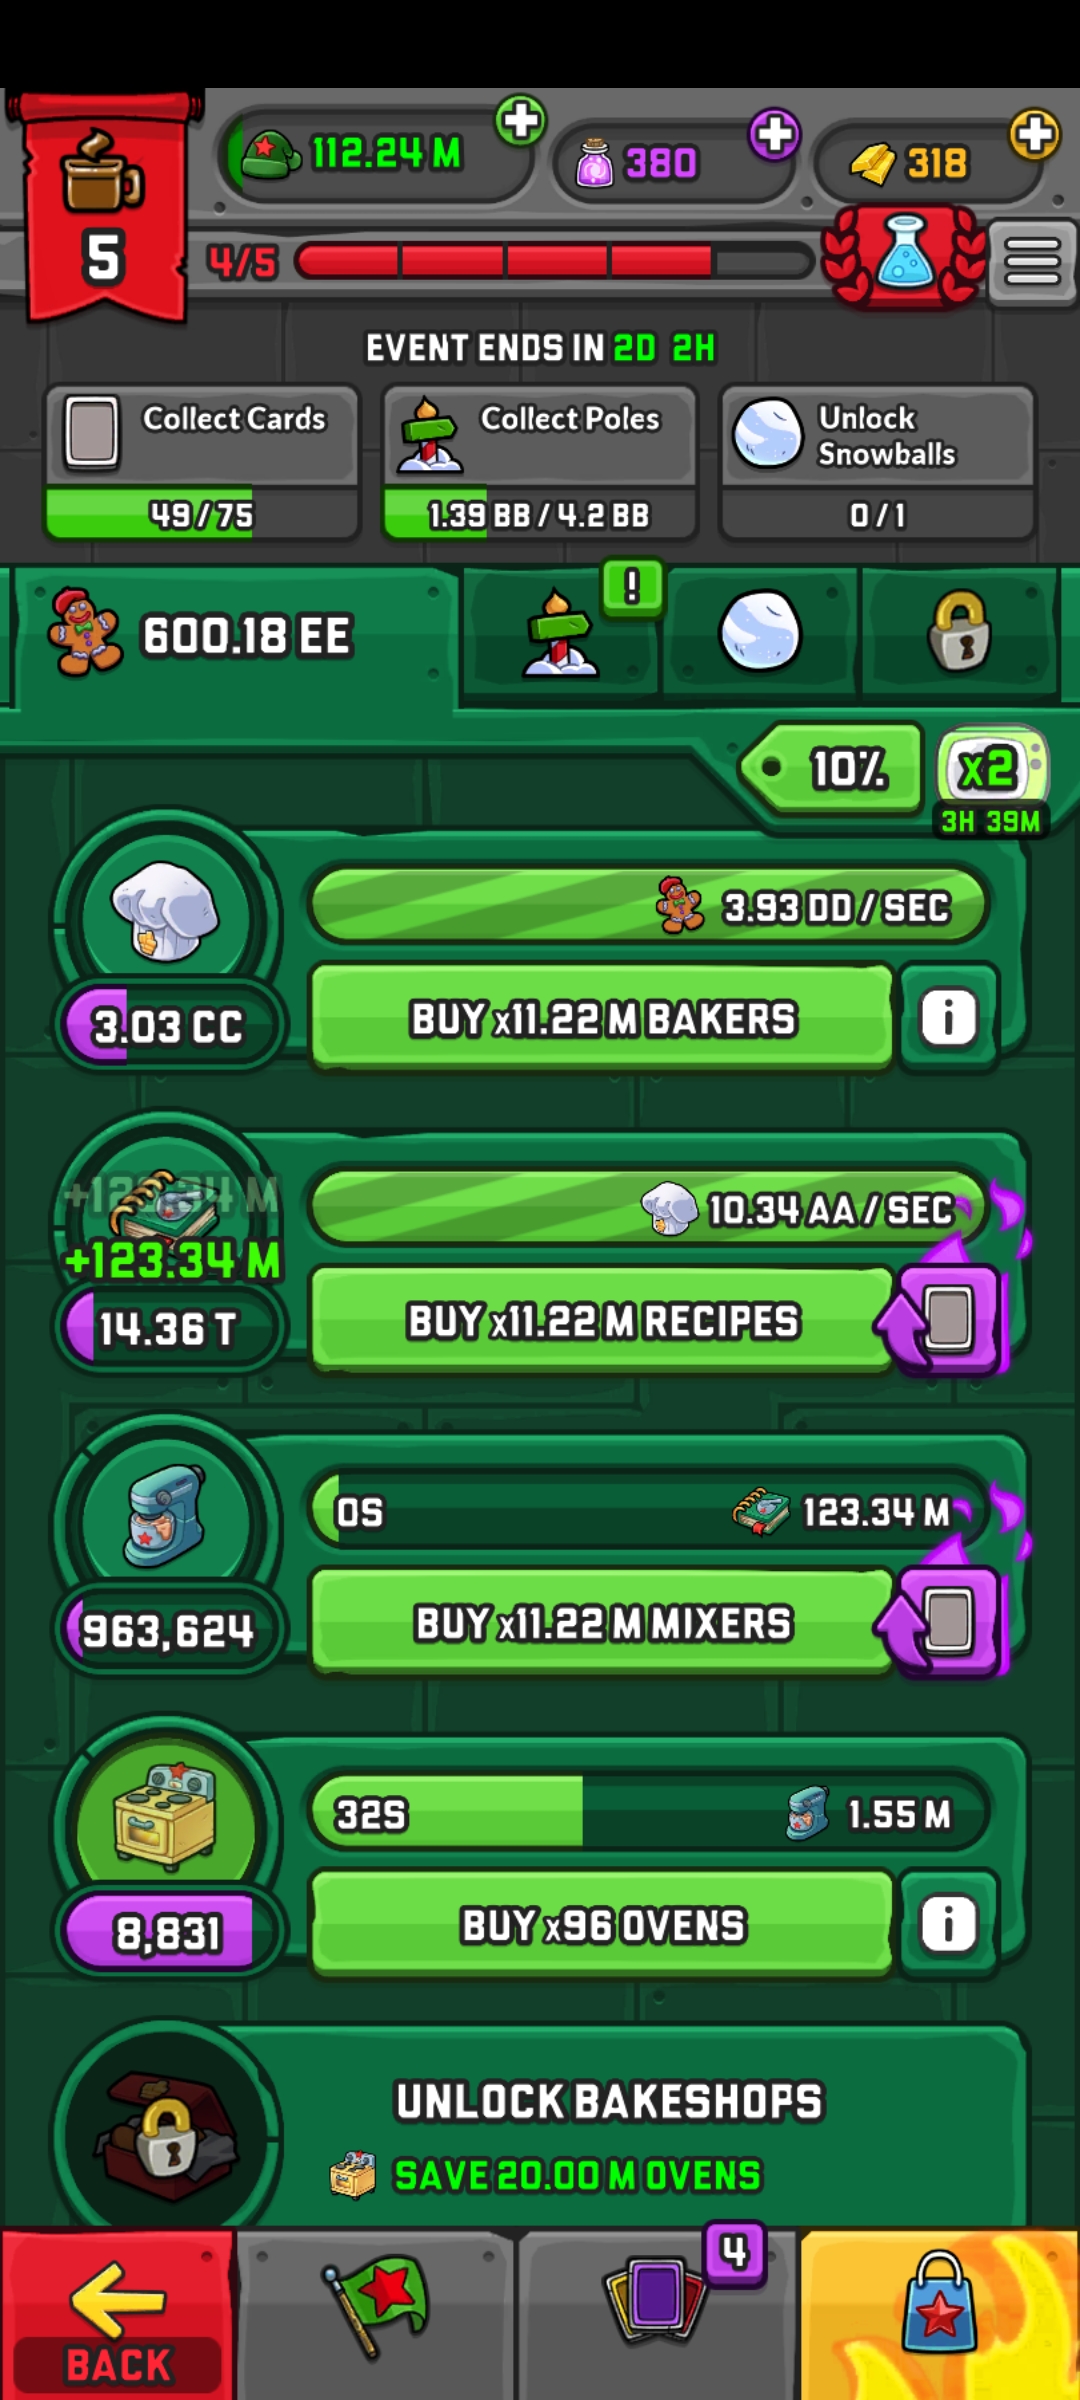 112.24 M
380
318
5
4/5
EVENT ENDS IN 2D 2H
Collect Cards
49/75
Collect Poles
1.39 BB / 4.2 BB
Unlock
Snowballs
0/1
600.18 EE
!
10%
x2
3H 39M
3.93 DD / SEC
3.03 CC
BUY x11.22 M BAKERS
i
+123.34 M
10.34 AA / SEC
+123.34 M
14.36 T
BUY x11.22 M RECIPES
0S
123.34 M
963,624
BUY x11.22 M MIXERS
32S
1.55 M
8,831
BUY x96 OVENS
i
UNLOCK BAKESHOPS
SAVE 20.00 M OVENS
4
BACK